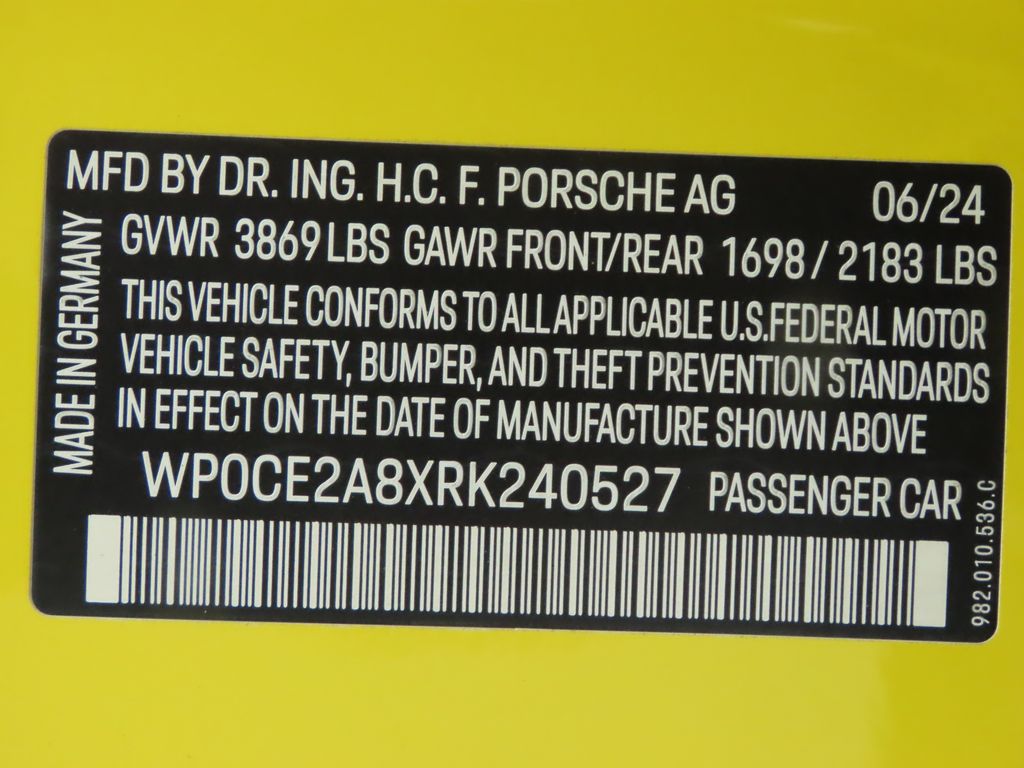 MFD BY DR. ING. H.C. F. PORSCHE AG 06/24
GVWR 3869 LBS GAWR FRONT/REAR 1698 / 2183 LBS
THIS VEHICLE CONFORMS TO ALL APPLICABLE U.S. FEDERAL MOTOR
VEHICLE SAFETY, BUMPER, AND THEFT PREVENTION STANDARDS
IN EFFECT ON THE DATE OF MANUFACTURE SHOWN ABOVE
WP0CE2A8XRK240527 PASSENGER CAR
MADE IN GERMANY
982.010.536.C